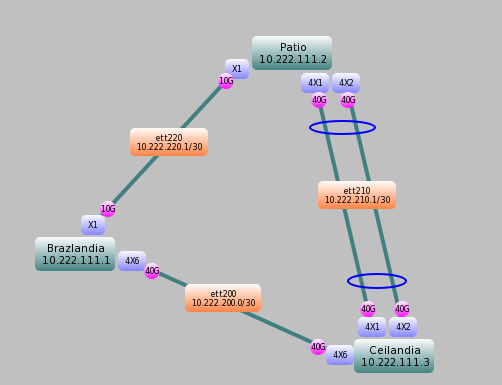 Patio
10.222.111.2
X1
10G
4X1
4X2
40G
40G
ett220
10.222.220.1/30
ett210
10.222.210.1/30
10G
X1
Brazlandia
10.222.111.1
4X6
40G
ett200
10.222.200.0/30
40G
40G
4X1
4X2
40G
4X6
Ceilandia
10.222.111.3